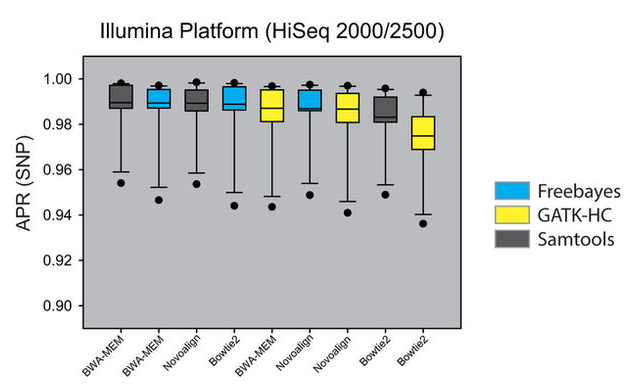 Illumina Platform (HiSeq 2000/2500)
APR (SNP)
1.00
0.98
0.96
0.94
0.92
0.90
BWA-MEM
BWA-MEM
Novoalign
Bowtie2
BWA-MEM
Novoalign
Novoalign
Bowtie2
Bowtie2
Freebayes
GATK-HC
Samtools